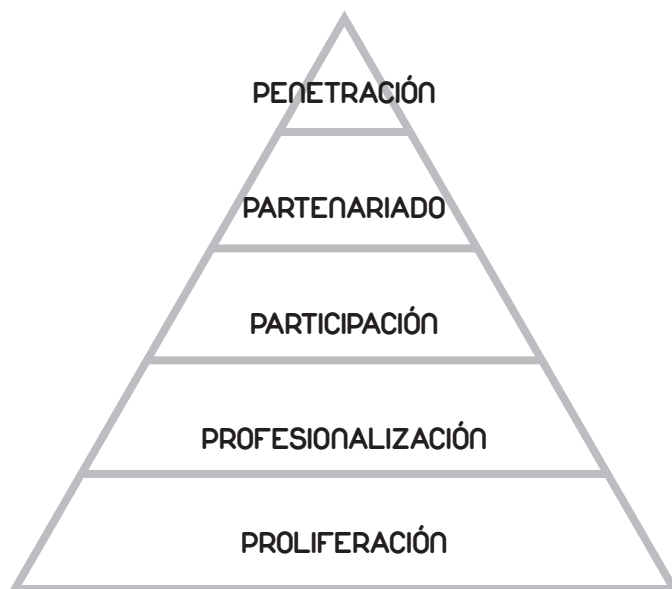 PENETRACIÓN
PARTENARIADO
PARTICIPACIÓN
PROFESIONALIZACIÓN
PROLIFERACIÓN